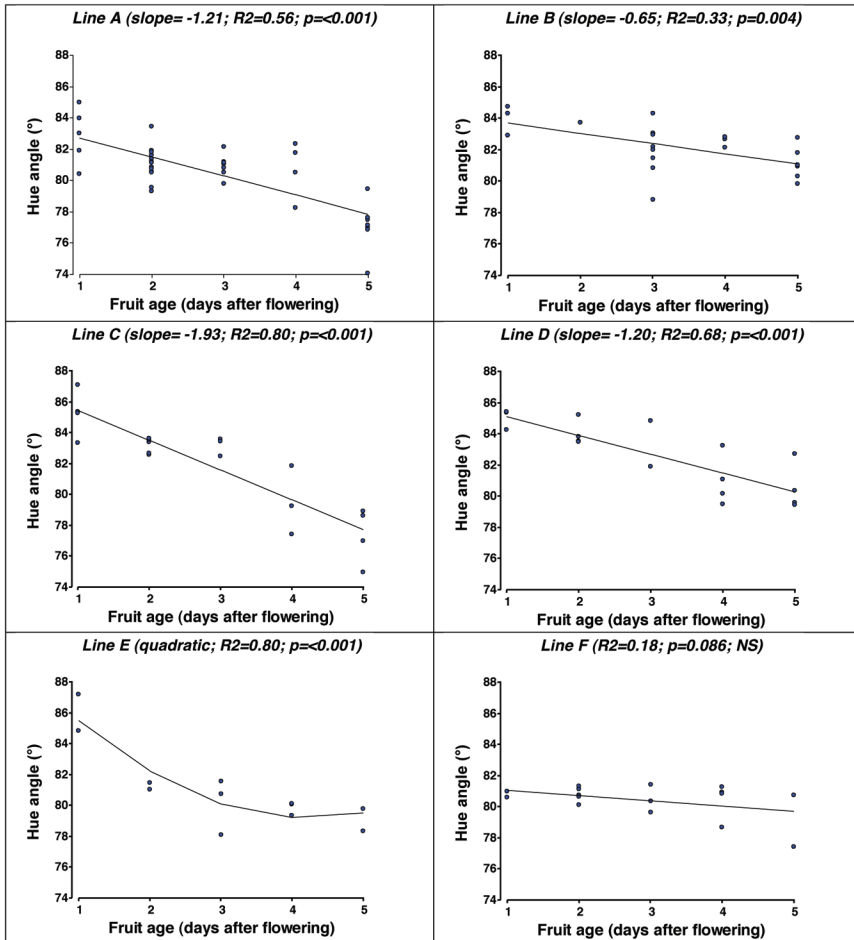 Line A (slope= -1.21; R2=0.56; p=<0.001)
88
86
84
82
80
78
76
74
Hue angle (°)
1 2 3 4 5
Fruit age (days after flowering)
Line B (slope= -0.65; R2=0.33; p=0.004)
88
86
84
82
80
78
76
74
Hue angle (°)
1 2 3 4 5
Fruit age (days after flowering)
Line C (slope= -1.93; R2=0.80; p=<0.001)
88
86
84
82
80
78
76
74
Hue angle (°)
1 2 3 4 5
Fruit age (days after flowering)
Line D (slope= -1.20; R2=0.68; p=<0.001)
88
86
84
82
80
78
76
74
Hue angle (°)
1 2 3 4 5
Fruit age (days after flowering)
Line E (quadratic; R2=0.80; p=<0.001)
88
86
84
82
80
78
76
74
Hue angle (°)
1 2 3 4 5
Fruit age (days after flowering)
Line F (R2=0.18; p=0.086; NS)
88
86
84
82
80
78
76
74
Hue angle (°)
1 2 3 4 5
Fruit age (days after flowering)